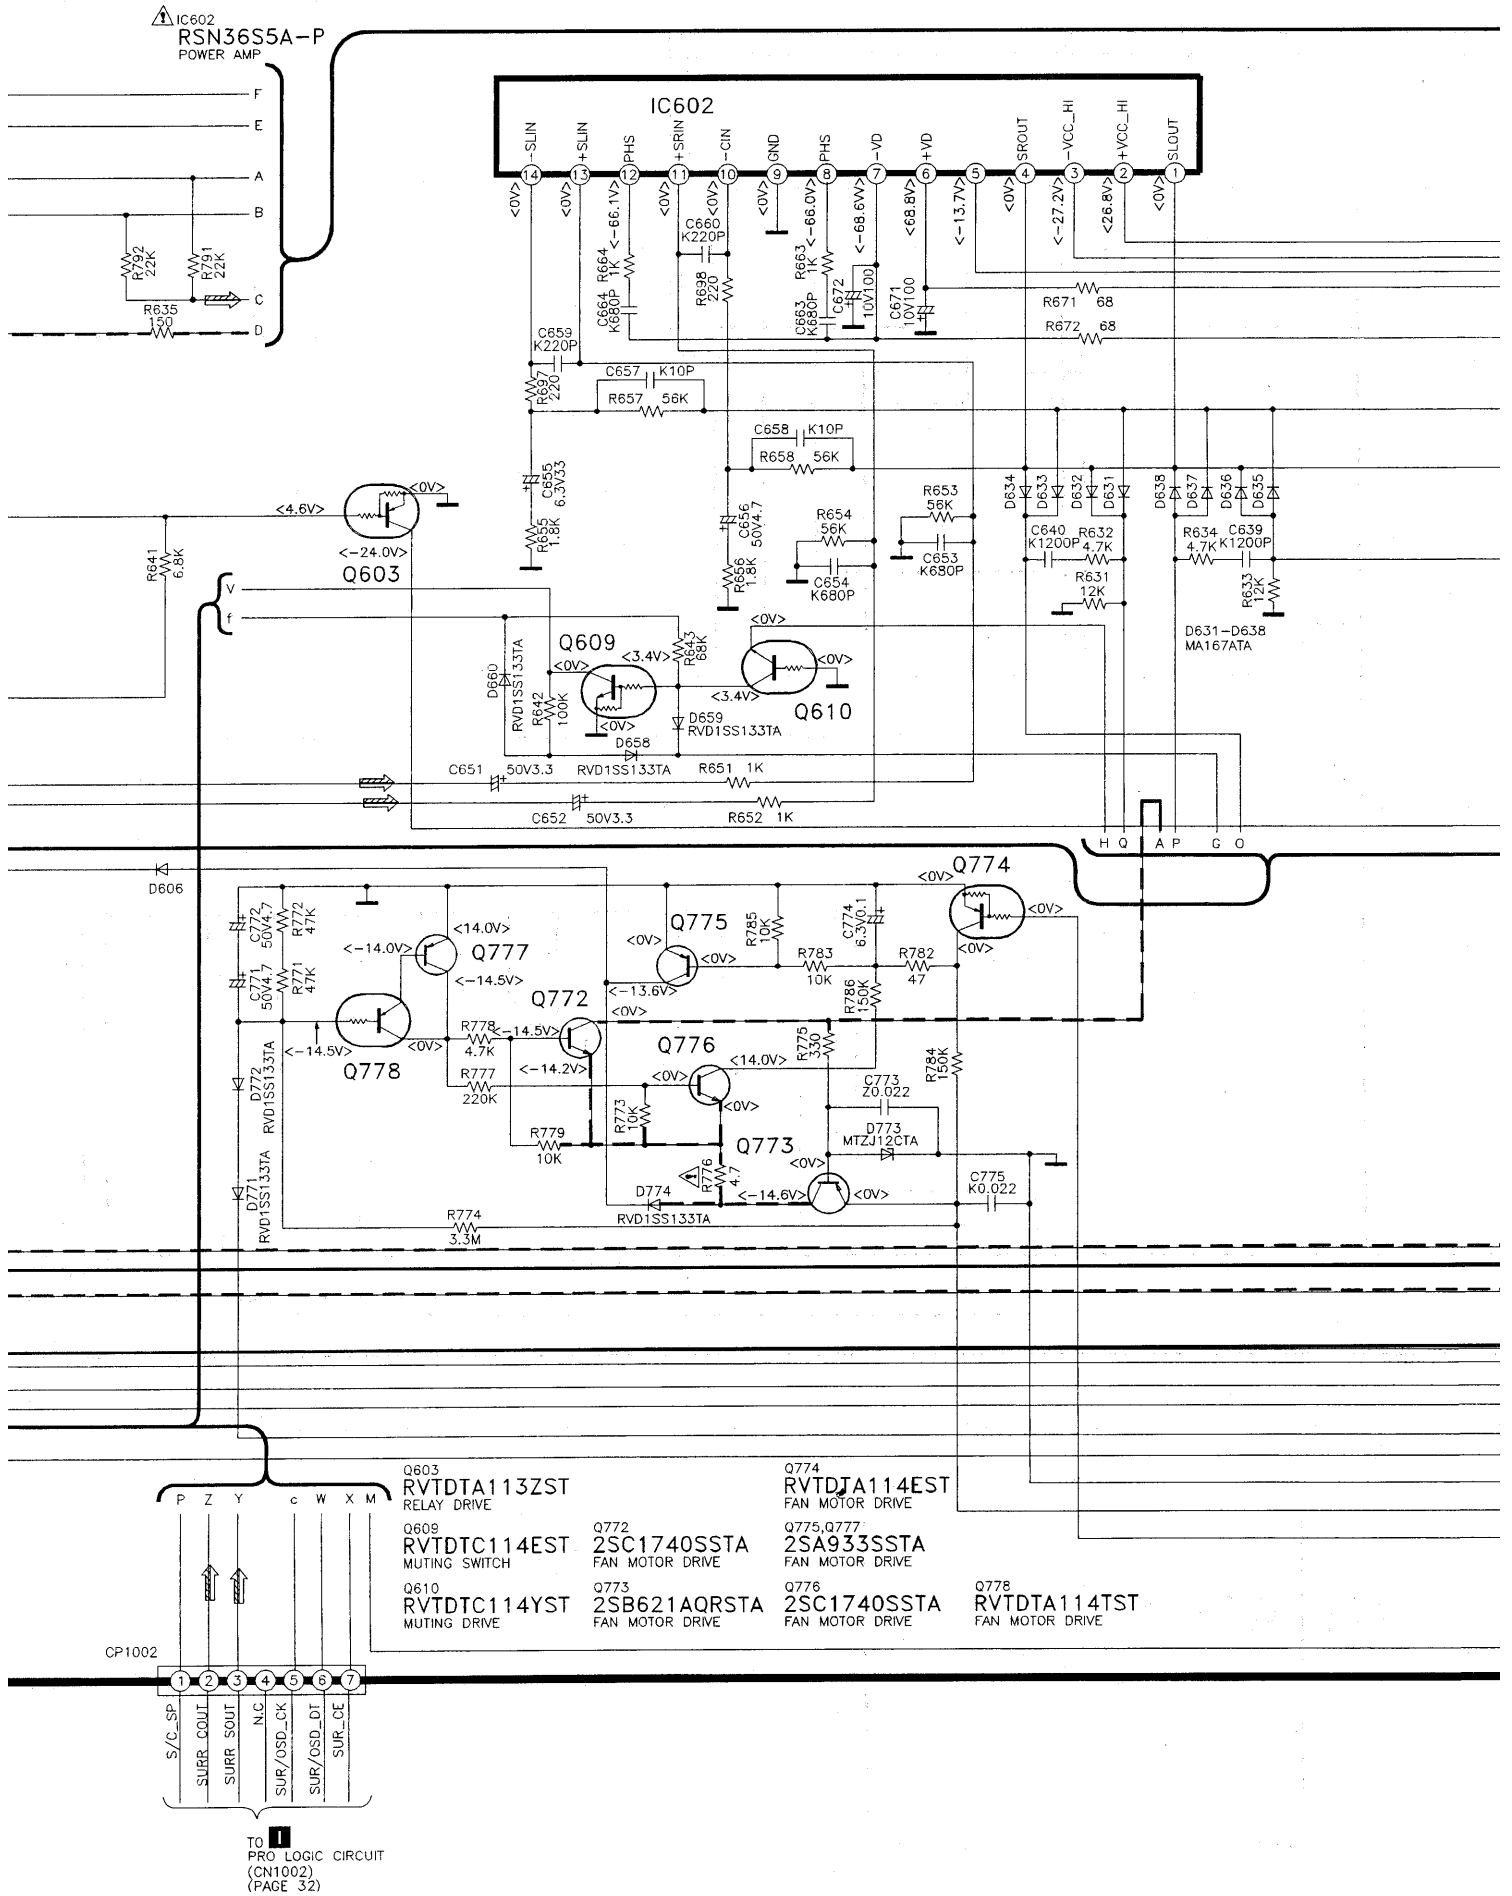 IC602
RSN36S5A-P
POWER AMP
F
E
A
B
C
D
R792
22K
R791
22K
R635
150
IC602
-SLIN
+SLIN
PHS
+SRIN
-CIN
GND
PHS
-VD
+VD
SROUT
-VCC_HI
+VCC_HI
SLOUT
14
13
12
11
10
9
8
7
6
5
4
3
2
1
<0V>
<0V>
<-66.1V>
<0V>
<0V>
<0V>
<-66.0V>
<-68.6VV>
<68.8V>
<-13.7V>
<0V>
<-27.2V>
<26.8V>
<0V>
C660
K220P
R664
1K
C664
K680P
R698
220
R663
1K
C663
K680P
C672
10V100
C671
10V100
R671 68
R672 68
C659
K220P
R697
220
C657 K10P
R657 56K
C658 K10P
R658 56K
C655
6.3V33
R655
1.8K
C656
50V4.7
R656
1.8K
R654
56K
C654
K680P
R653
56K
C653
K680P
D634
D633
D632
D631
D638
D637
D636
D635
C640
K1200P
R632
4.7K
R631
12K
R634
4.7K
C639
K1200P
R633
12K
D631-D638
MA167ATA
<4.6V>
<0V>
<-24.0V>
Q603
R641
6.8K
V
f
Q609
<0V>
<3.4V>
<0V>
R643
68K
D660
RVD1SS133TA
R642
100K
D659
RVD1SS133TA
D658
RVD1SS133TA
<0V>
<0V>
<3.4V>
Q610
C651 50V3.3
R651 1K
C652 50V3.3
R652 1K
H Q A P G O
D606
C772
50V4.7
R772
47K
C771
50V4.7
R771
47K
<14.0V>
<-14.0V>
Q777
<-14.5V>
<-14.5V>
<0V>
Q778
D772
RVD1SS133TA
D771
RVD1SS133TA
R778
4.7K
R777
220K
Q772
<0V>
<-14.5V>
<-14.2V>
R779
10K
R773
10K
Q775
<0V>
<0V>
<-13.6V>
Q776
<14.0V>
<0V>
<0V>
R785
10K
R783
10K
C774
6.3V0.1
R782
47
R786
150K
Q774
<0V>
<0V>
<0V>
R775
330
R784
150K
C773
Z0.022
D773
MTZJ12CTA
Q773
<0V>
<-14.6V>
<0V>
R776
4.7
D774
RVD1SS133TA
C775
K0.022
R774
3.3M
P Z Y c W X M
Q603
RVTDTA113ZST
RELAY DRIVE
Q774
RVTDTA114EST
FAN MOTOR DRIVE
Q609
RVTDTC114EST
MUTING SWITCH
Q772
2SC1740SSTA
FAN MOTOR DRIVE
Q775,Q777
2SA933SSTA
FAN MOTOR DRIVE
Q610
RVTDTC114YST
MUTING DRIVE
Q773
2SB621AQRSTA
FAN MOTOR DRIVE
Q776
2SC1740SSTA
FAN MOTOR DRIVE
Q778
RVTDTA114TST
FAN MOTOR DRIVE
CP1002
1 2 3 4 5 6 7
S/C_SP
SURR COUT
SURR SOUT
N.C
SUR/OSD_CK
SUR/OSD_DT
SUR_CE
TO I
PRO LOGIC CIRCUIT
(CN1002)
(PAGE 32)